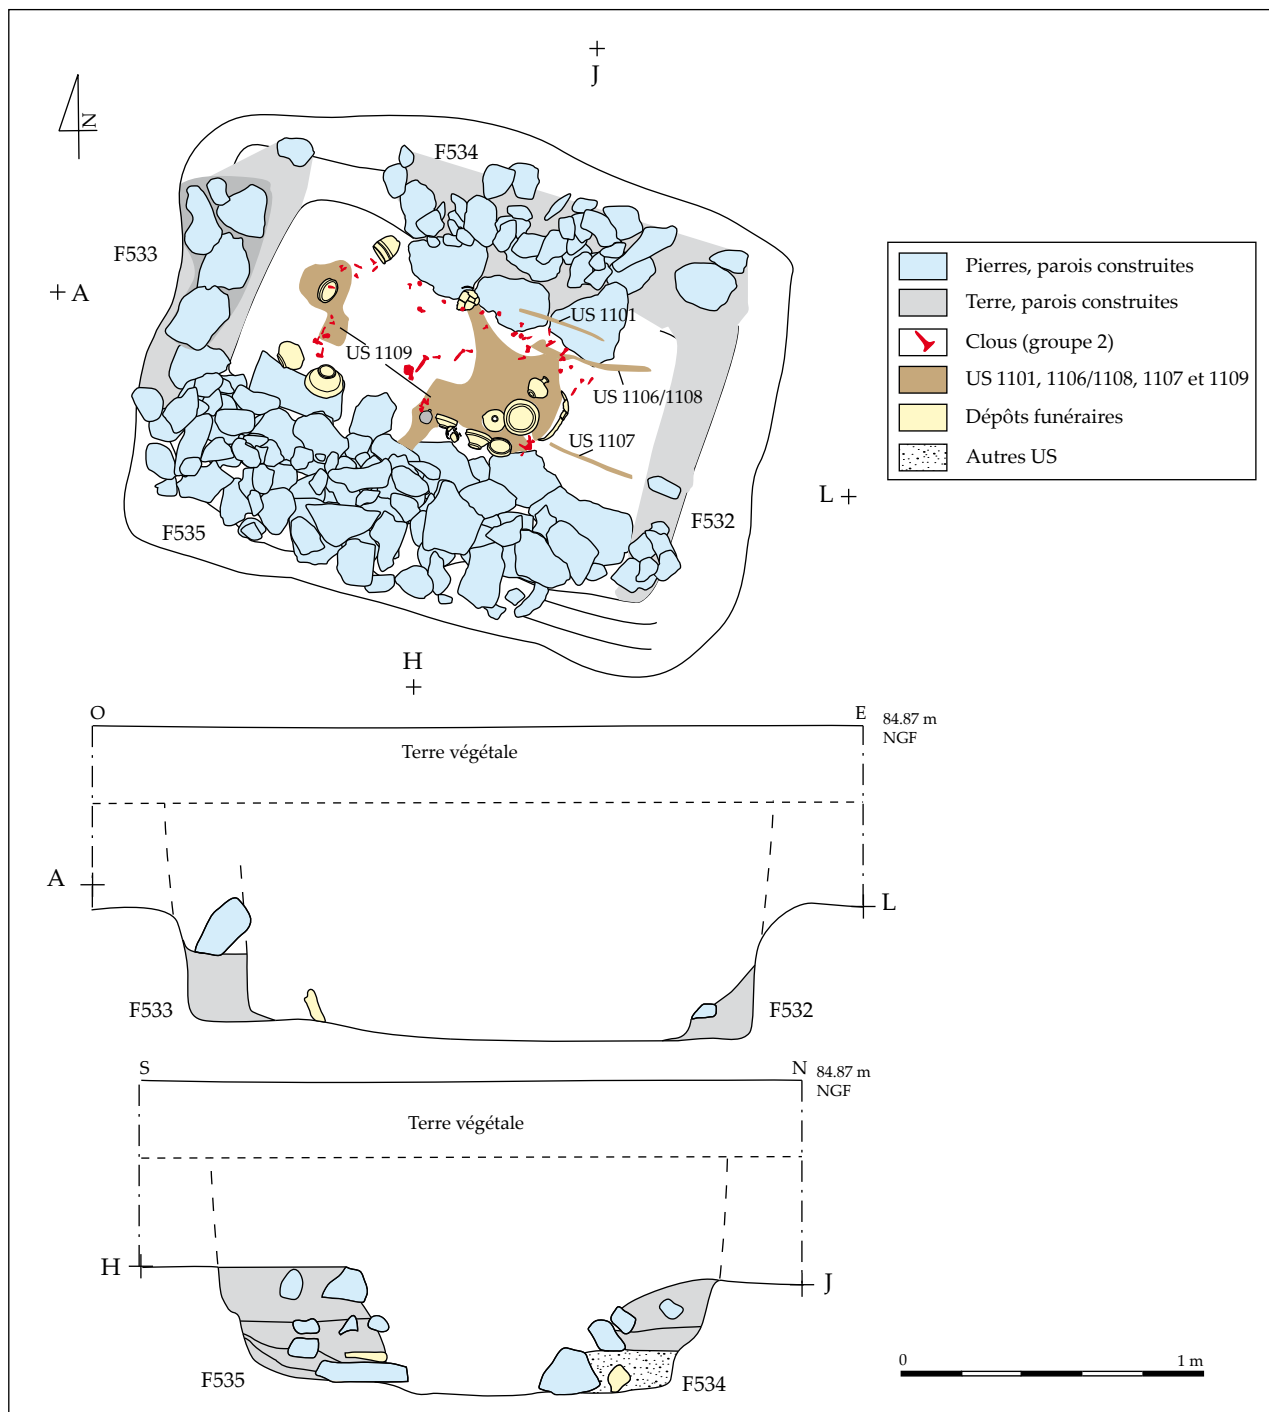 J
N
F534
F533
A
US 1101
US 1109
US 1106/1108
US 1107
L
F535
F532
H
Pierres, parois construites
Terre, parois construites
Clous (groupe 2)
US 1101, 1106/1108, 1107 et 1109
Dépôts funéraires
Autres US
O
E
84.87 m
NGF
Terre végétale
A
L
F533
F532
S
N
84.87 m
NGF
Terre végétale
H
J
F535
F534
0
1 m